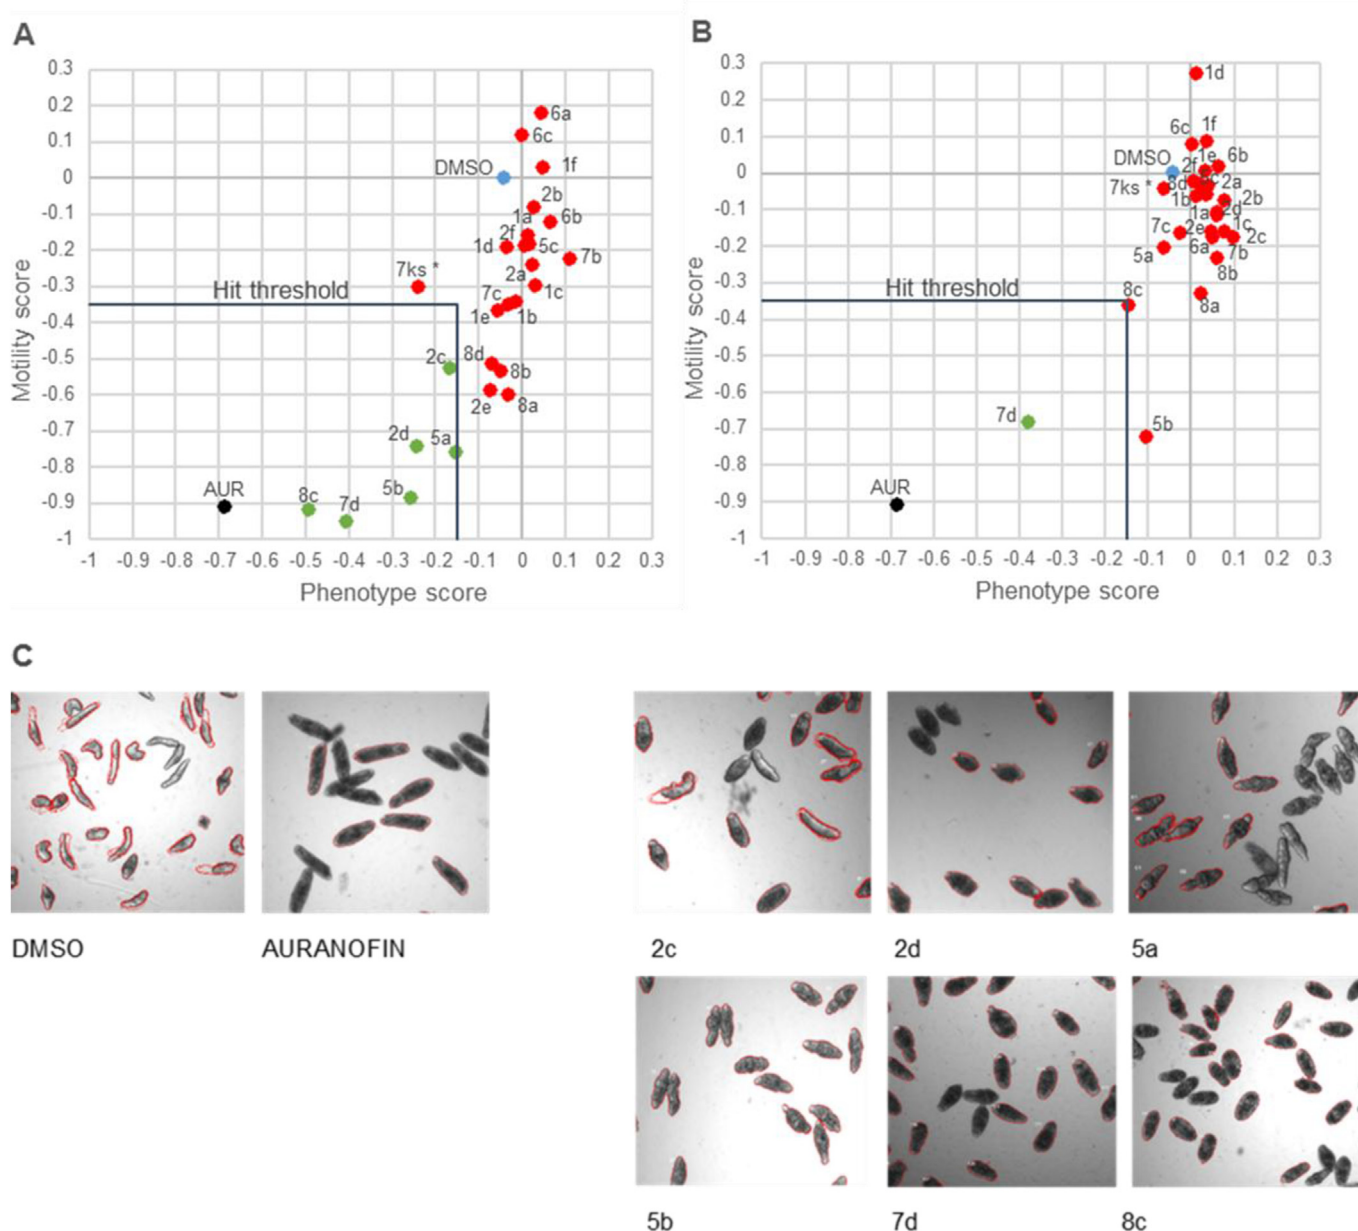 A
0.3
0.2
0.1
0
-0.1
-0.2
-0.3
-0.4
-0.5
-0.6
-0.7
-0.8
-0.9
-1
Motility score
6a
6c
DMSO
1f
2b
1a
6b
2f
1d
5c
7b
7ks *
2a
7c
1c
1e
1b
Hit threshold
2c
8d
8b
2e
8a
2d
5a
5b
AUR
8c
7d
-1 -0.9 -0.8 -0.7 -0.6 -0.5 -0.4 -0.3 -0.2 -0.1 0 0.1 0.2 0.3
Phenotype score
B
0.3
0.2
0.1
0
-0.1
-0.2
-0.3
-0.4
-0.5
-0.6
-0.7
-0.8
-0.9
-1
Motility score
1d
6c 1f
DMSO 2f 1e 6b
7ks * 8d 2a
1b 2b
1a 2d
7c 2e 1c
5a 6a 2c
7b
8b
Hit threshold
8c
8a
7d
5b
AUR
-1 -0.9 -0.8 -0.7 -0.6 -0.5 -0.4 -0.3 -0.2 -0.1 0 0.1 0.2 0.3
Phenotype score
C
DMSO AURANOFIN 2c 2d 5a
5b 7d 8c